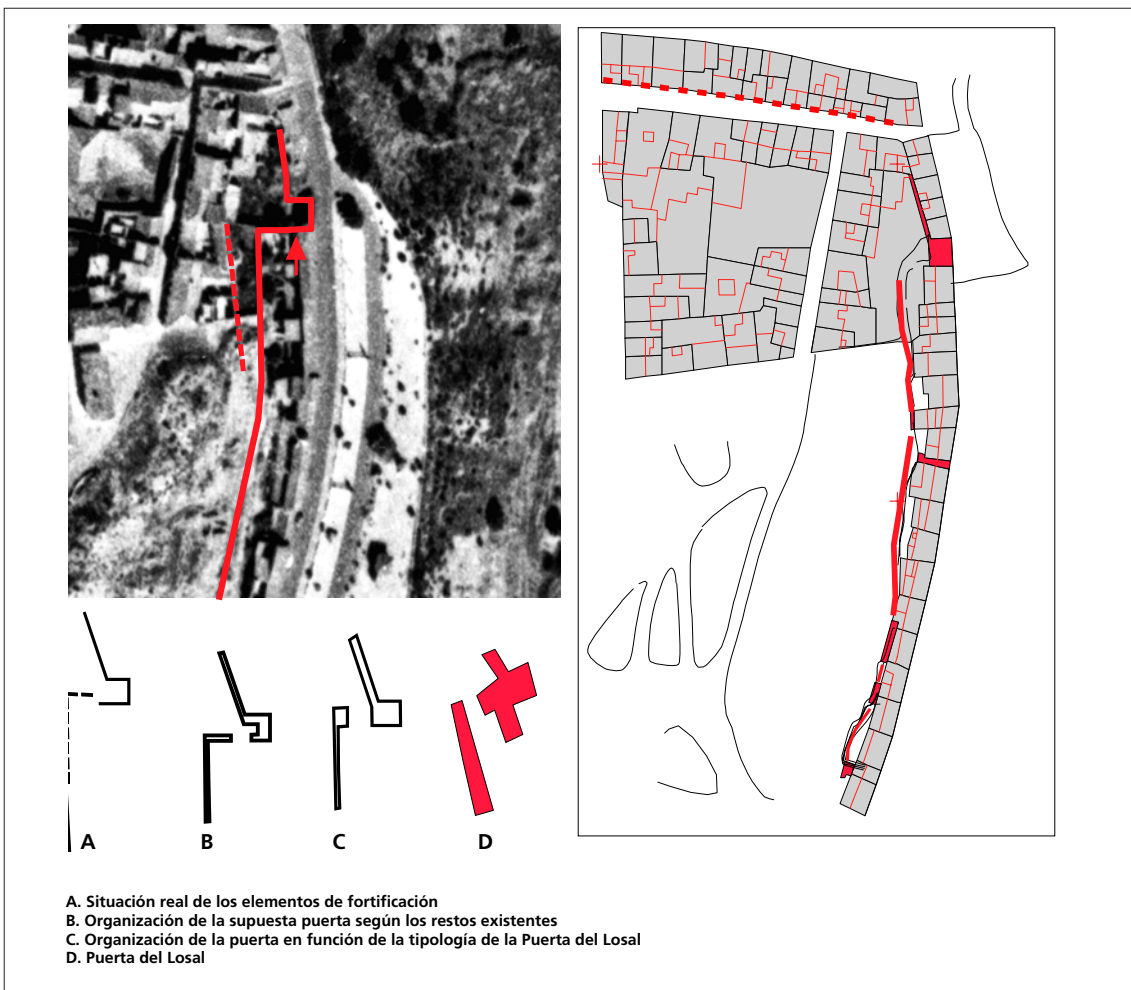 A
B
C
D
A. Situación real de los elementos de fortificación
B. Organización de la supuesta puerta según los restos existentes
C. Organización de la puerta en función de la tipología de la Puerta del Losal
D. Puerta del Losal